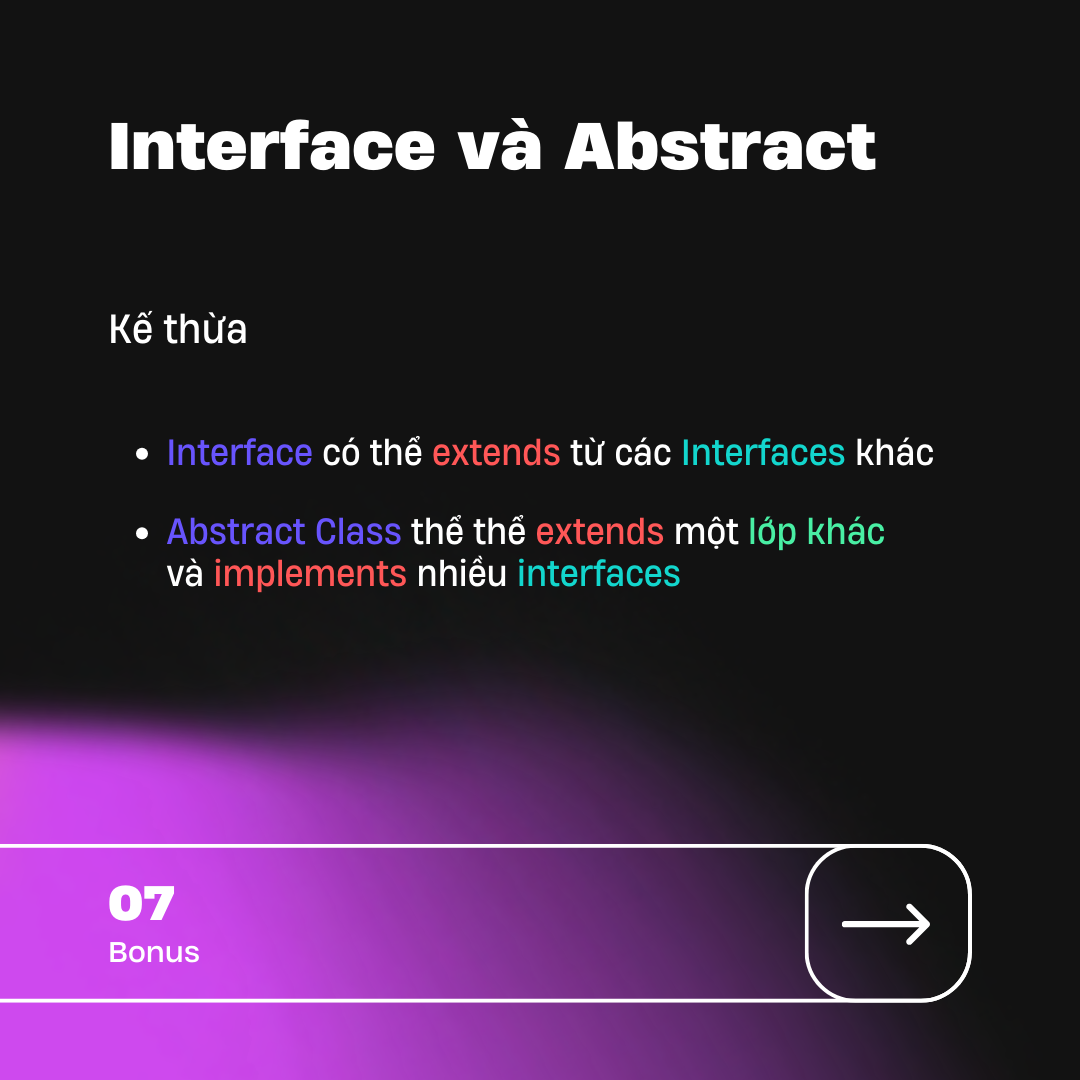 Interface và Abstract
Kế thừa
• Interface có thể extends từ các Interfaces khác
• Abstract Class thể thể extends một lớp khác
và implements nhiều interfaces
07
Bonus